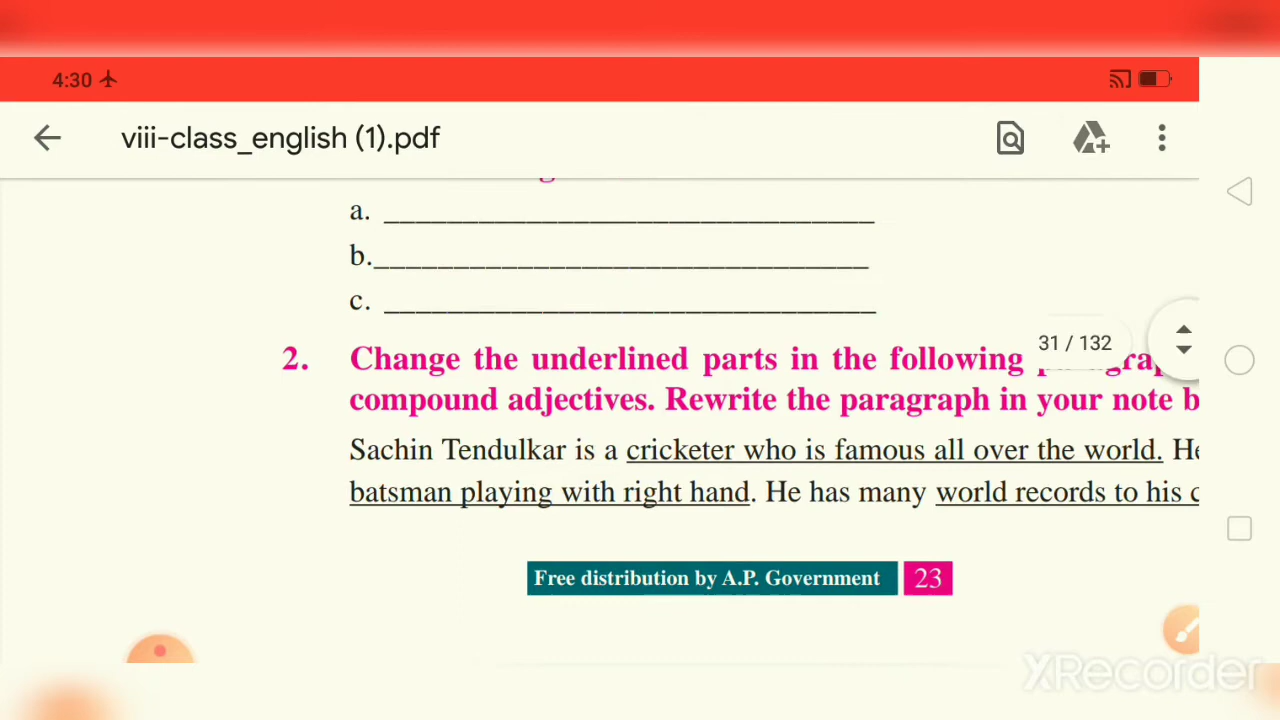 4:30
viii-class_english (1).pdf
a. 
b.
c.
31 / 132
2. Change the underlined parts in the following
compound adjectives. Rewrite the paragraph in your note
Sachin Tendulkar is a cricketer who is famous all over the world. He
batsman playing with right hand. He has many world records to his
Free distribution by A.P. Government 23
XRecorder